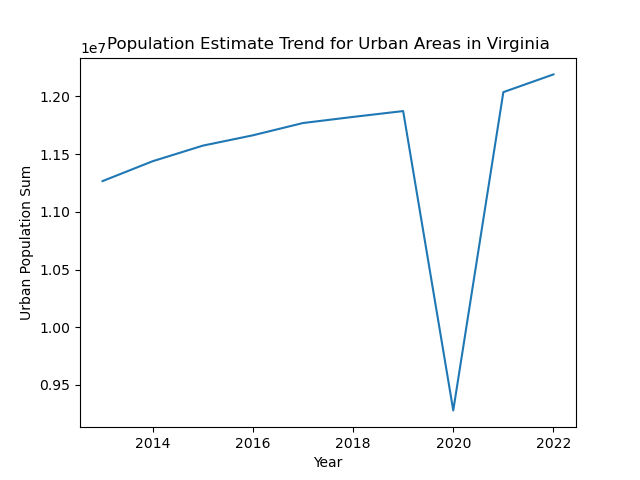 Population Estimate Trend for Urban Areas in Virginia
1e7
1.20
1.15
1.10
1.05
1.00
0.95
Urban Population Sum
2014 2016 2018 2020 2022
Year